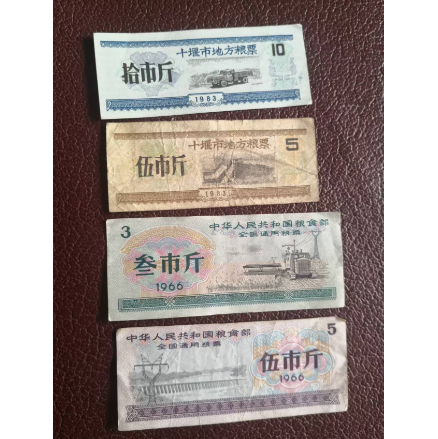 十堰市地方粮票
10
拾市斤
1983
十堰市地方粮票
5
伍市斤
1983
3
中华人民共和国粮食部
全国通用粮票
叁市斤
1966
中华人民共和国粮食部
5
全国通用粮票
伍市斤
1966